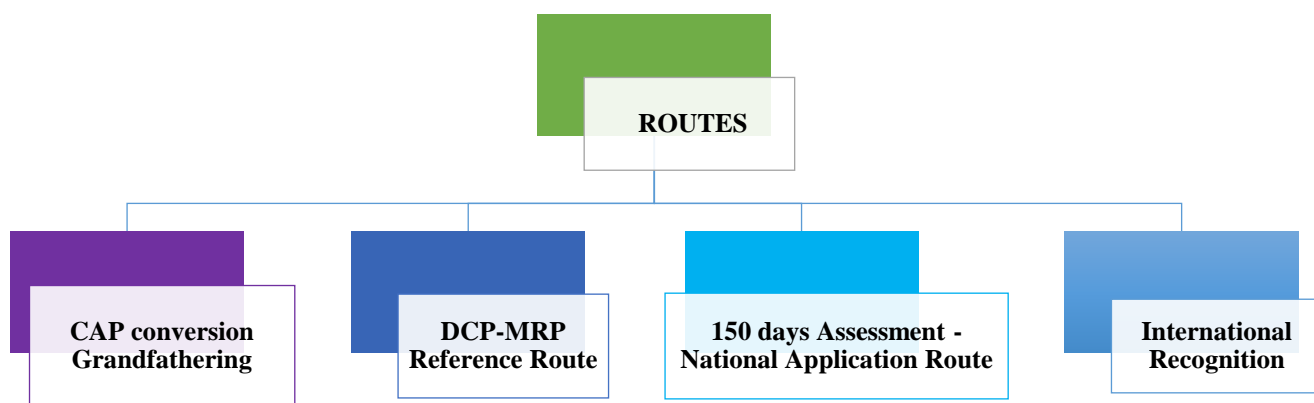 ROUTES
CAP conversion
Grandfathering
DCP-MRP
Reference Route
150 days Assessment -
National Application Route
International
Recognition